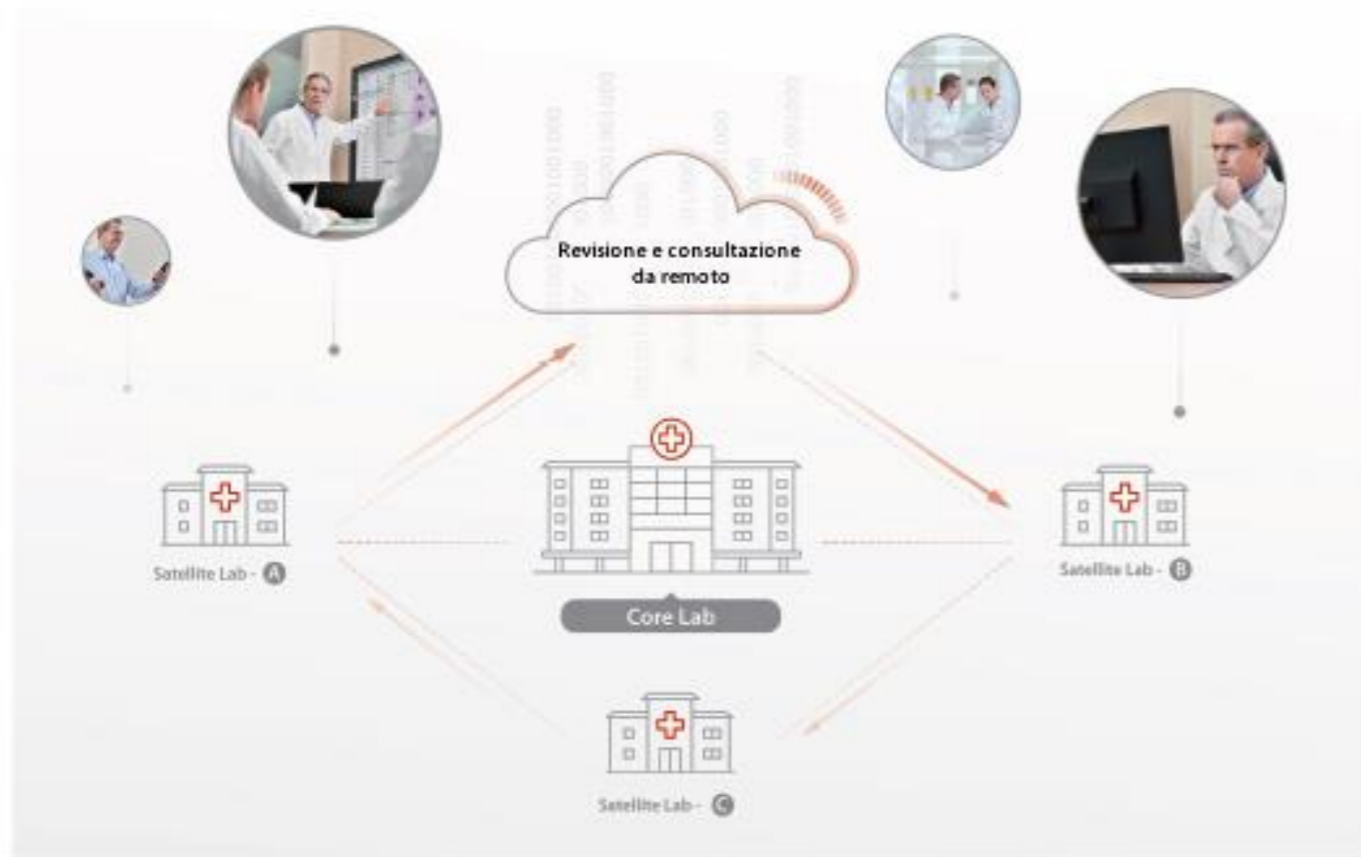 Revisione e consultazione
da remoto
Satellite Lab - A
Satellite Lab - B
Core Lab
Satellite Lab - C